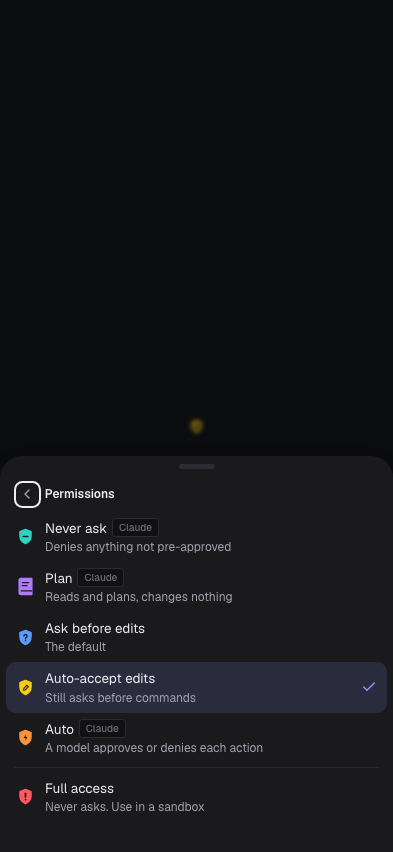 Permissions
Never ask Claude
Denies anything not pre-approved
Plan Claude
Reads and plans, changes nothing
Ask before edits
The default
Auto-accept edits
Still asks before commands
Auto Claude
A model approves or denies each action
Full access
Never asks. Use in a sandbox